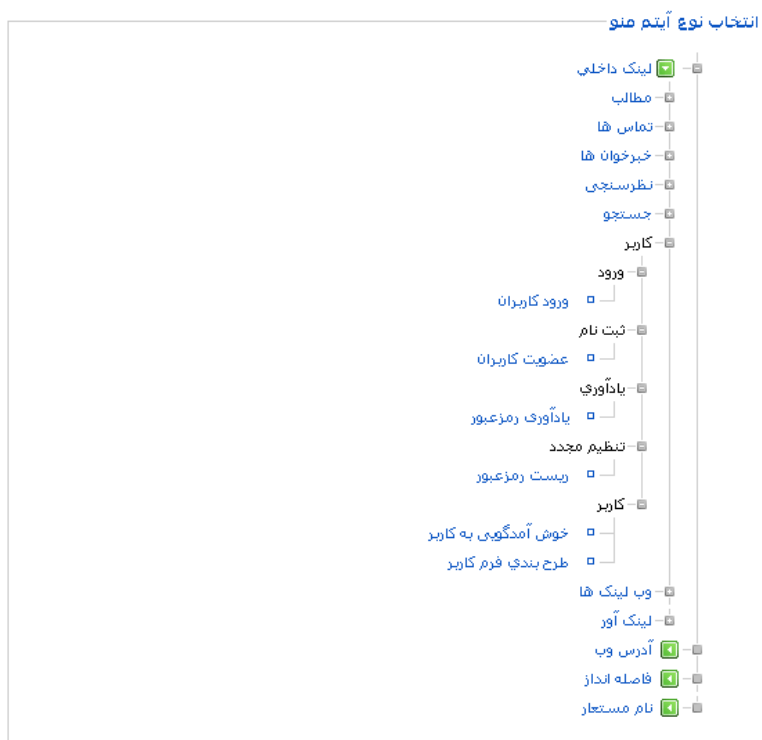 انتخاب نوع آیتم منو
لینک داخلي
مطالب
تماس ها
خبرخوان ها
نظرسنجی
جستجو
کاربر
ورود
ورود کاربران
ثبت نام
عضویت کاربران
یادآوري
یادآوری رمزعبور
تنظیم مجدد
ریست رمزعبور
کاربر
خوش آمدگویی به کاربر
طرح بندي فرم کاربر
وب لینک ها
لینک آور
آدرس وب
فاصله انداز
نام مستعار